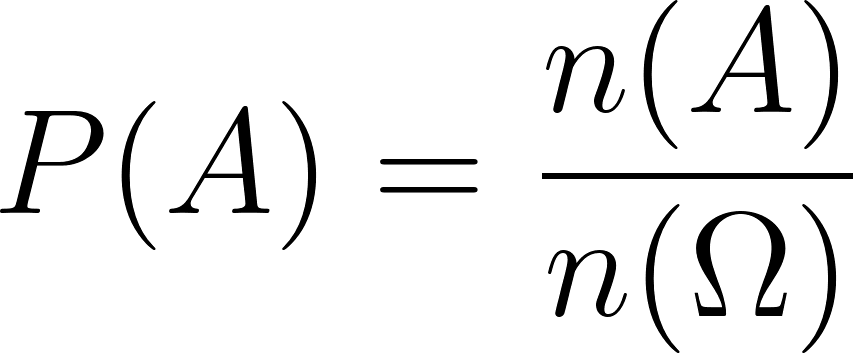 P(A) = n(A) / n(Ω)